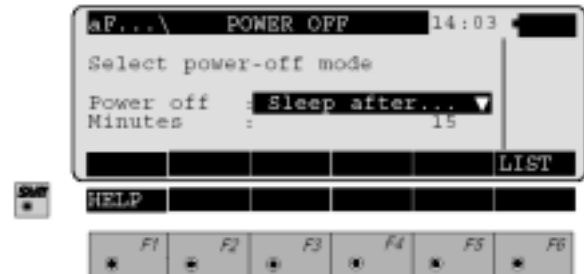 aF...\ POWER OFF 14:03
Select power-off mode
Power off : Sleep after... ▼
Minutes : 15
LIST
SHIFT
HELP
F1 F2 F3 F4 F5 F6